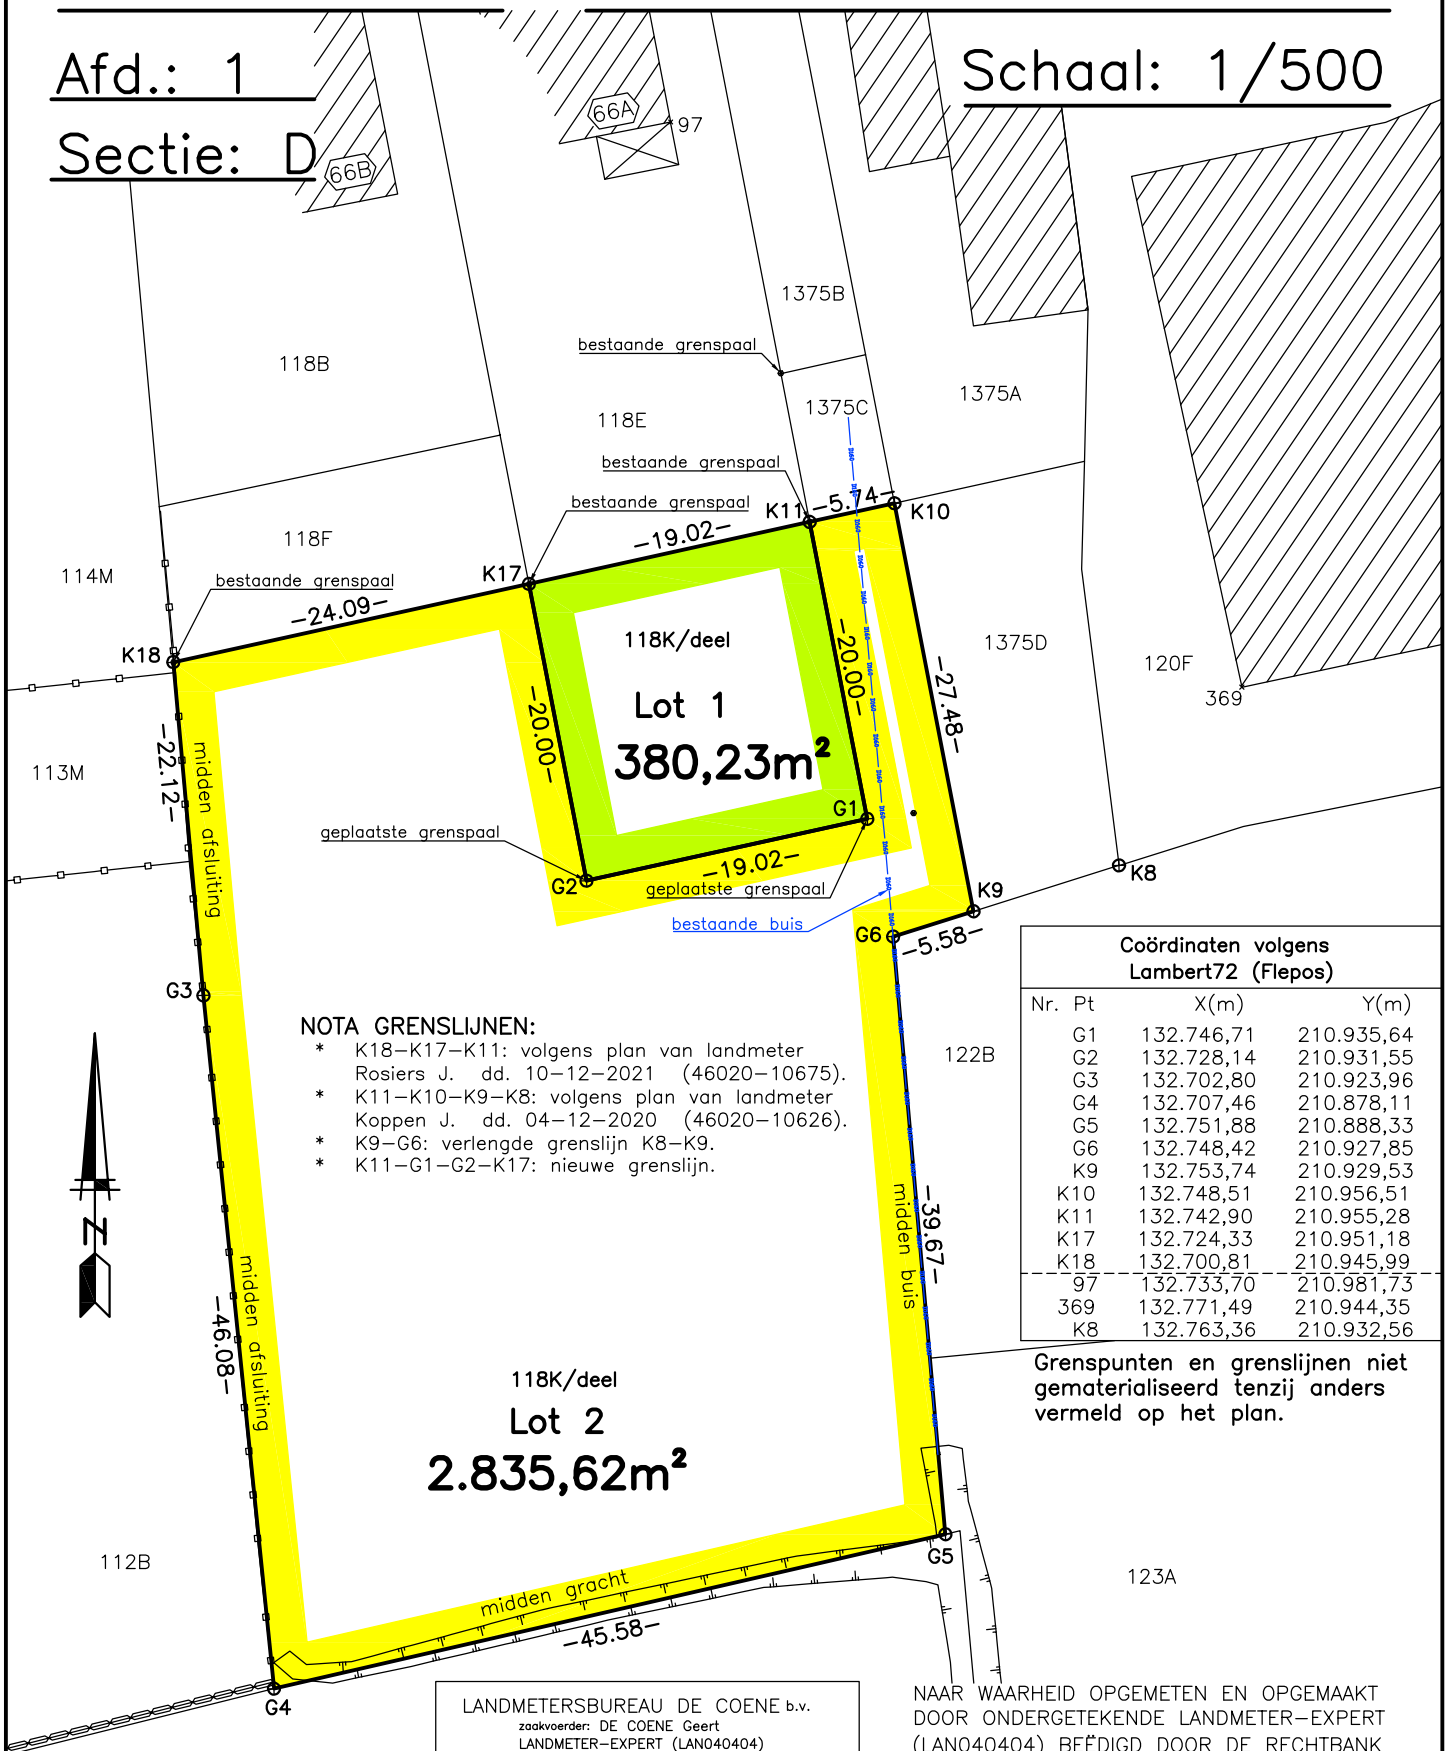 Afd.: 1
Schaal: 1/500
Sectie: D
66A
97
66B
1375B
bestaande grenspaal
118B
1375A
1375C
118E
bestaande grenspaal
bestaande grenspaal
K11
-5.74-
K10
118F
-19.02-
114M
K17
bestaande grenspaal
-24.09-
K18
118K/deel
1375D
120F
369
Lot 1
380,23m²
-20.00-
-20.00-
-27.48-
-22.12-
midden afsluiting
113M
G1
geplaatste grenspaal
-19.02-
K8
G2
geplaatste grenspaal
K9
bestaande buis
G6
-5.58-
G3
Coördinaten volgens
Lambert72 (Flepos)
Nr. Pt X(m) Y(m)
G1 132.746,71 210.935,64
G2 132.728,14 210.931,55
G3 132.702,80 210.923,96
G4 132.707,46 210.878,11
G5 132.751,88 210.888,33
G6 132.748,42 210.927,85
K9 132.753,74 210.929,53
K10 132.748,51 210.956,51
K11 132.742,90 210.955,28
K17 132.724,33 210.951,18
K18 132.700,81 210.945,99
97 132.733,70 210.981,73
369 132.771,49 210.944,35
K8 132.763,36 210.932,56
NOTA GRENSLIJNEN:
* K18-K17-K11: volgens plan van landmeter
Rosiers J. dd. 10-12-2021 (46020-10675).
* K11-K10-K9-K8: volgens plan van landmeter
Koppen J. dd. 04-12-2020 (46020-10626).
* K9-G6: verlengde grenslijn K8-K9.
* K11-G1-G2-K17: nieuwe grenslijn.
122B
N
midden buis
-39.67-
midden afsluiting
-46.08-
Grenspunten en grenslijnen niet
gematerialiseerd tenzij anders
vermeld op het plan.
118K/deel
Lot 2
2.835,62m²
112B
G5
123A
midden gracht
-45.58-
G4
LANDMETERSBUREAU DE COENE b.v.
zaakvoerder: DE COENE Geert
LANDMETER-EXPERT (LAN040404)
NAAR WAARHEID OPGEMETEN EN OPGEMAAKT
DOOR ONDERGETEKENDE LANDMETER-EXPERT
(LAN040404) BEËDIGD DOOR DE RECHTBANK